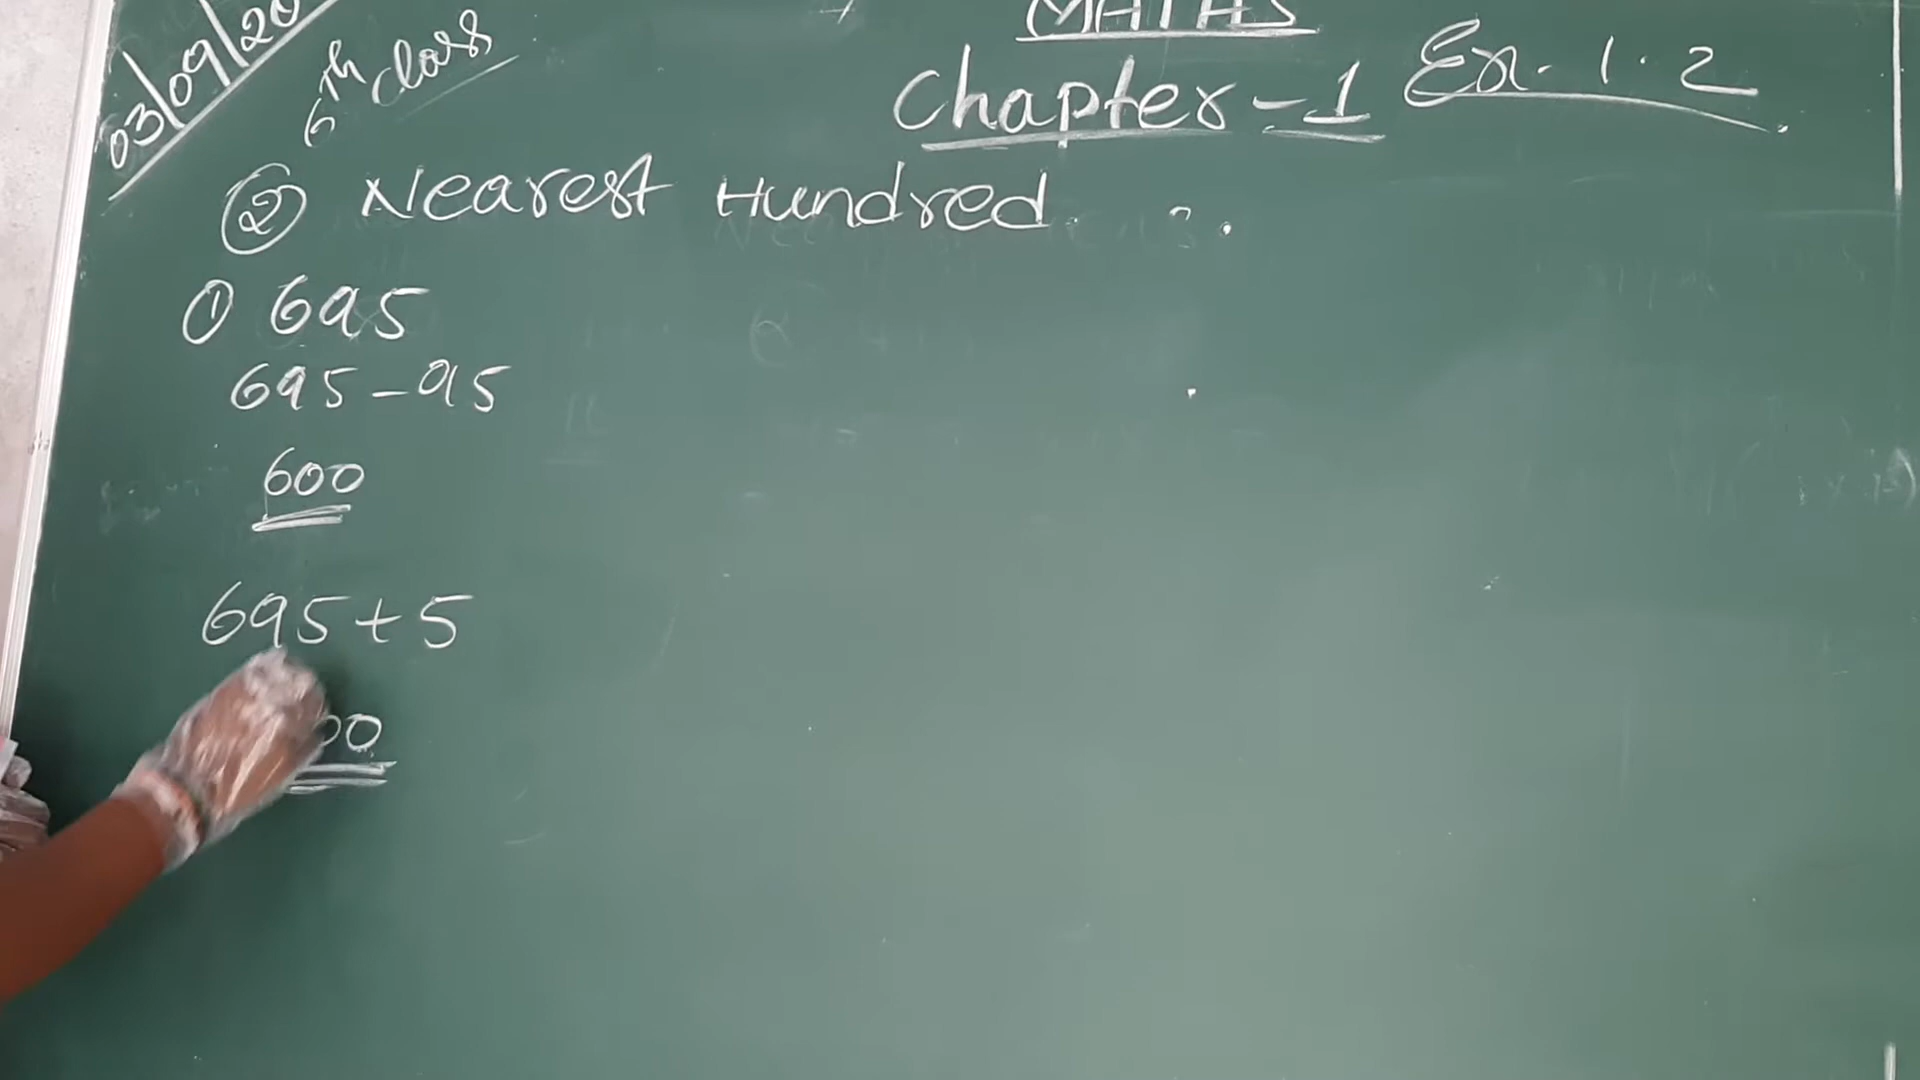 03/09/20
6th class
MATHS
Chapter-1 Ex. 1.2
② Nearest Hundred.
① 695
695-95
600
695+5
00